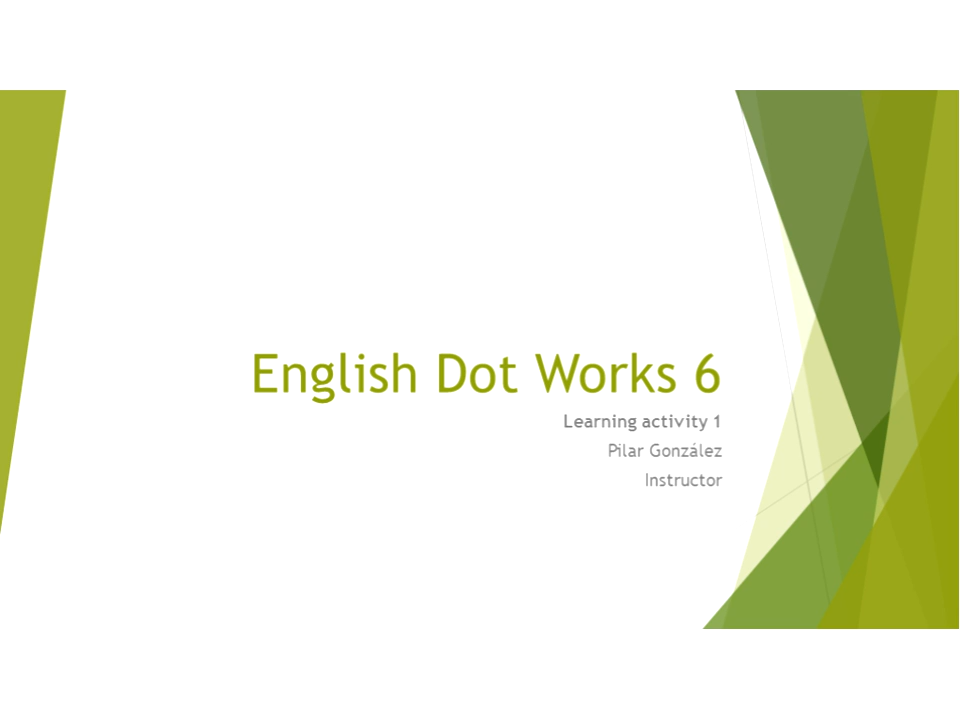 English Dot Works 6
Learning activity 1
Pilar González
Instructor